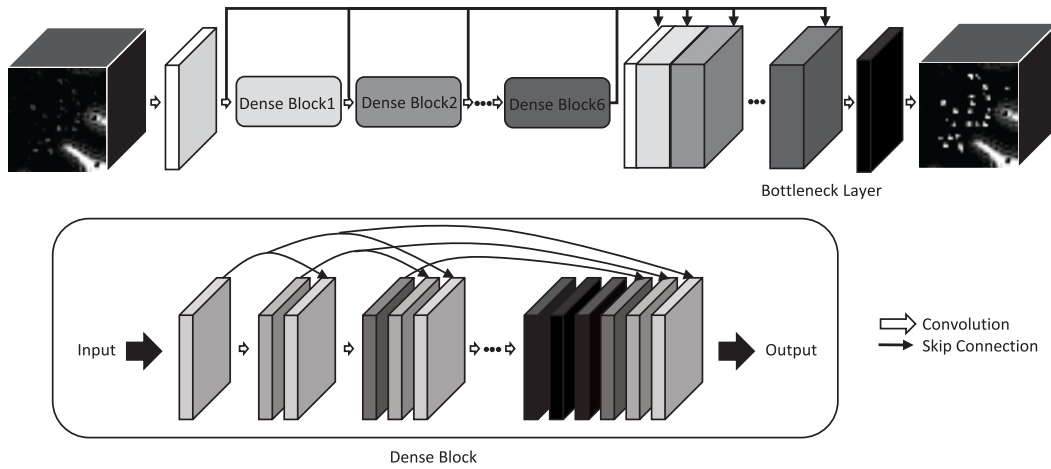 Dense Block1
Dense Block2
Dense Block6
Bottleneck Layer
Input
Output
Convolution
Skip Connection
Dense Block